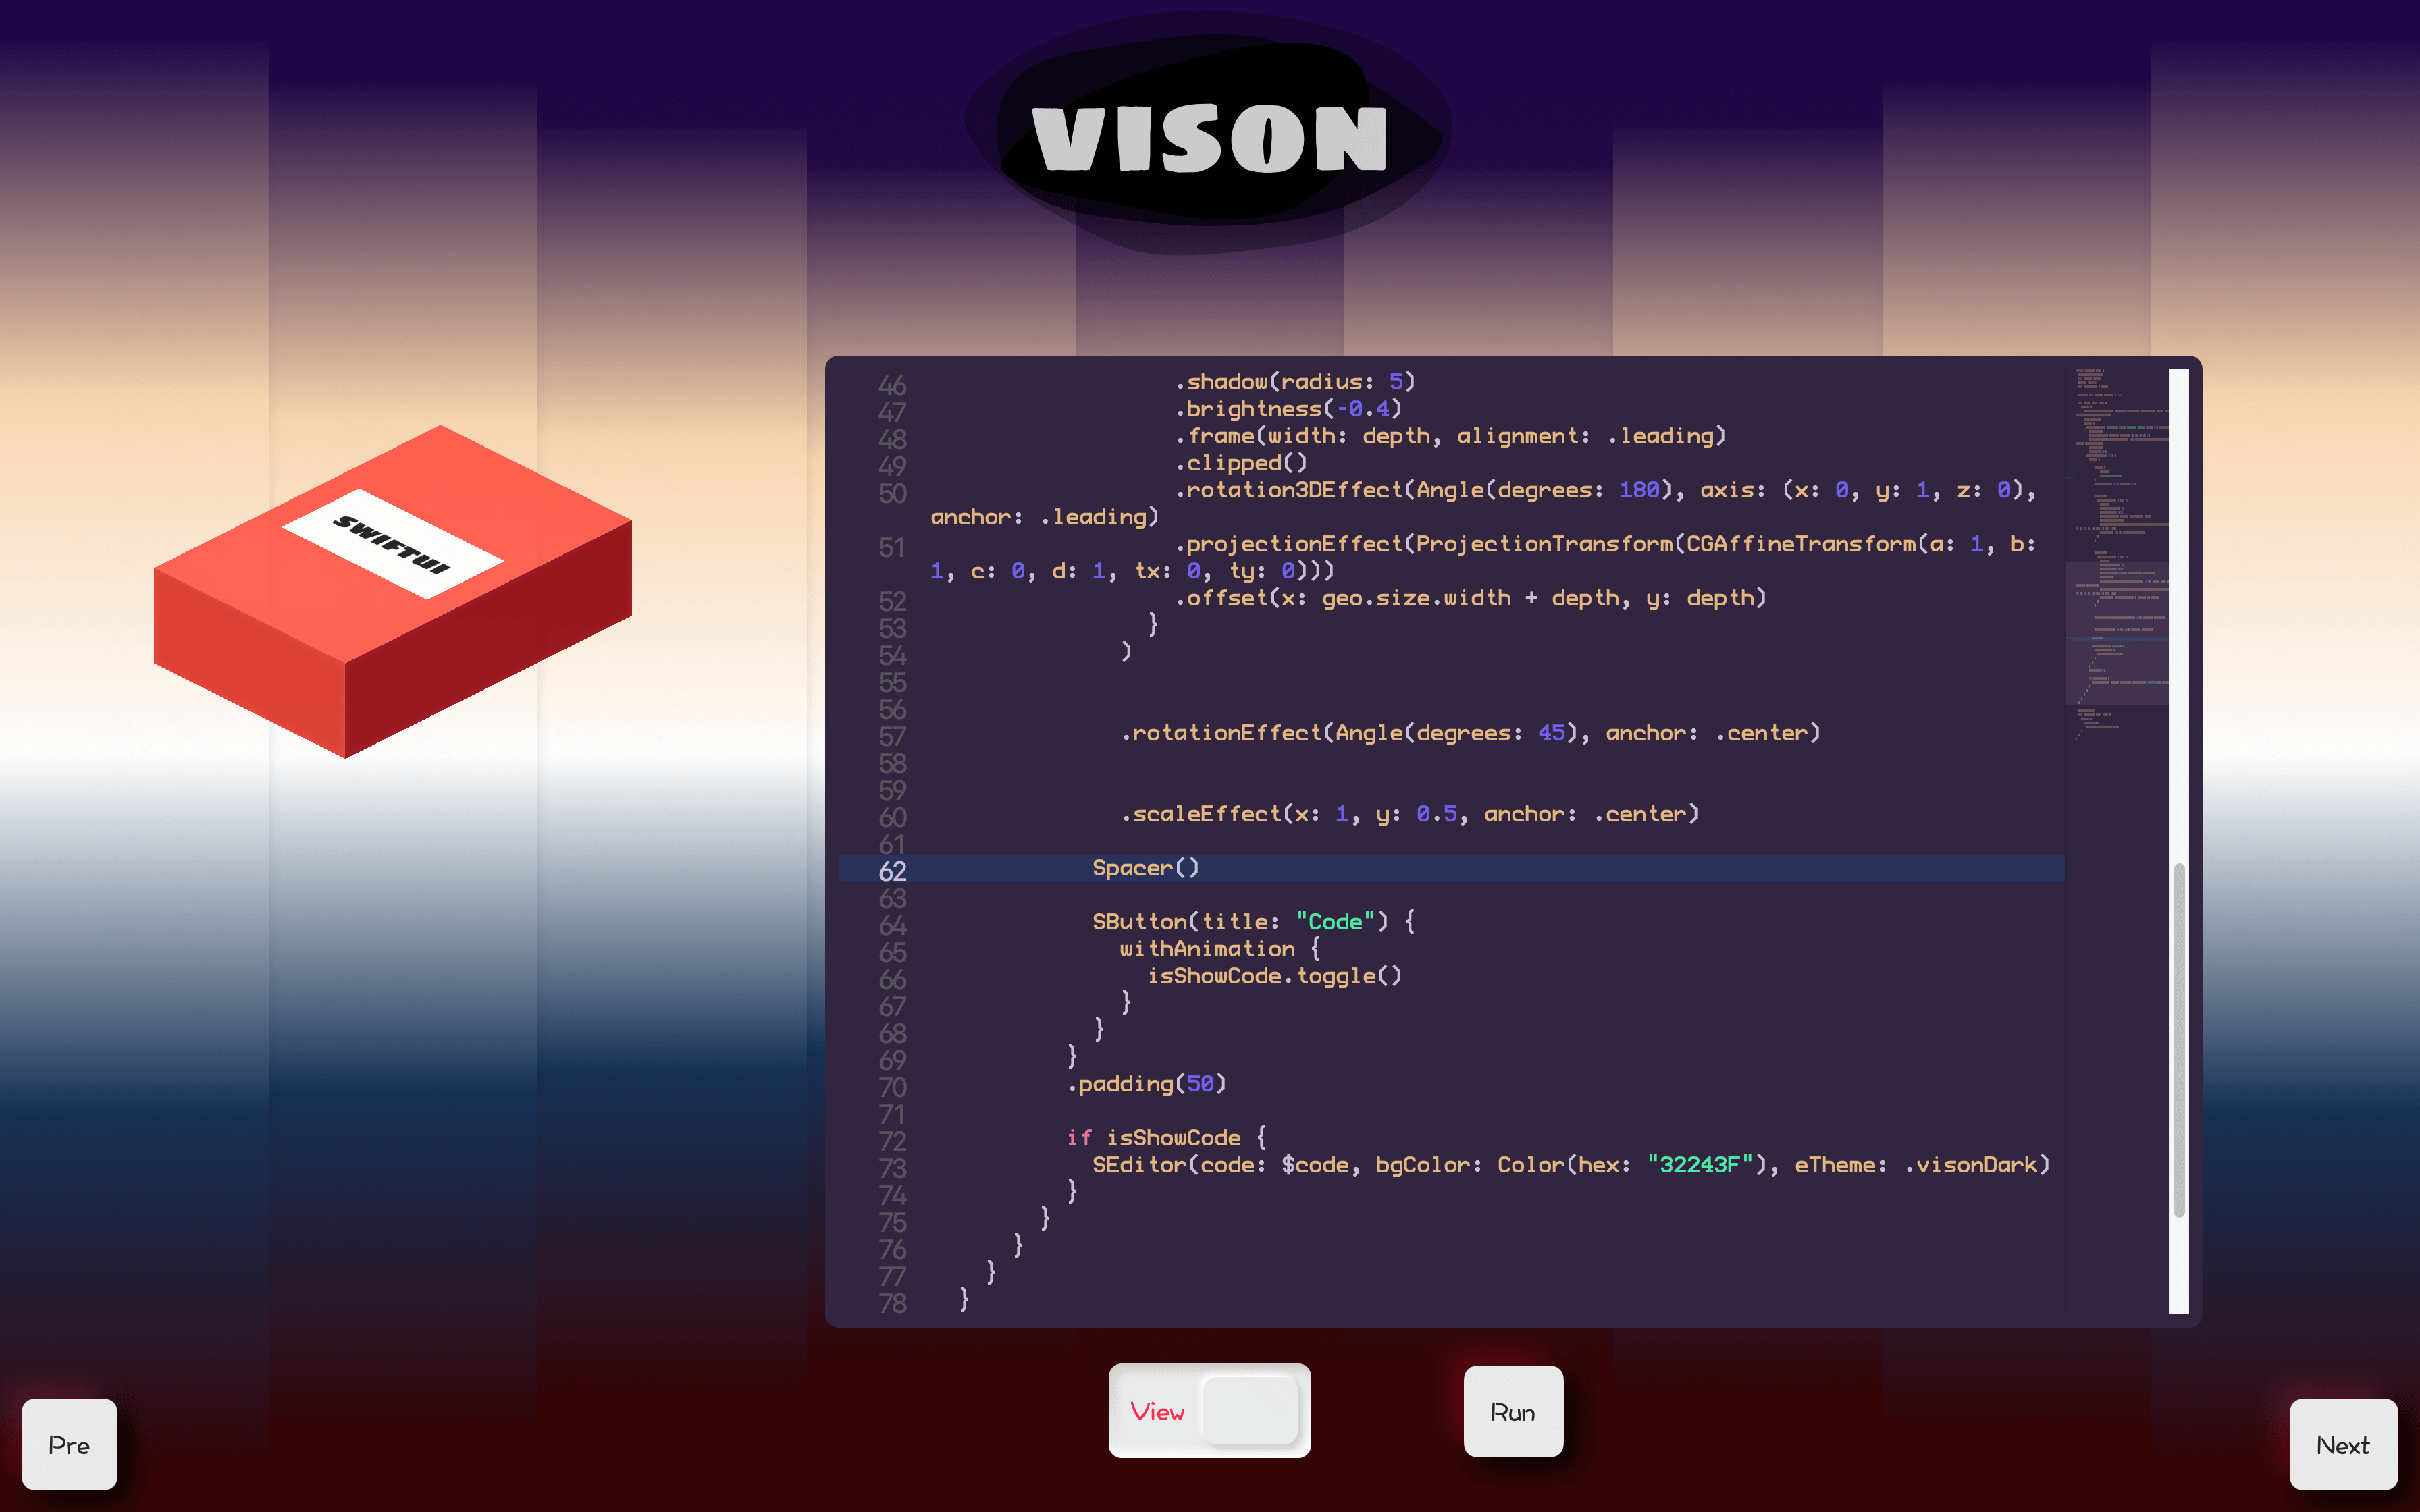 VISON
SWIFTUI
46 .shadow(radius: 5)
47 .brightness(-0.4)
48 .frame(width: depth, alignment: .leading)
49 .clipped()
50 .rotation3DEffect(Angle(degrees: 180), axis: (x: 0, y: 1, z: 0),
anchor: .leading)
51 .projectionEffect(ProjectionTransform(CGAffineTransform(a: 1, b:
1, c: 0, d: 1, tx: 0, ty: 0)))
52 .offset(x: geo.size.width + depth, y: depth)
53 }
54 )
55
56
57 .rotationEffect(Angle(degrees: 45), anchor: .center)
58
59
60 .scaleEffect(x: 1, y: 0.5, anchor: .center)
61
62 Spacer()
63
64 SButton(title: "Code") {
65 withAnimation {
66 isShowCode.toggle()
67 }
68 }
69 }
70 .padding(50)
71
72 if isShowCode {
73 SEditor(code: $code, bgColor: Color(hex: "32243F"), eTheme: .visonDark)
74 }
75 }
76 }
77 }
78 }
View
Run
Pre
Next